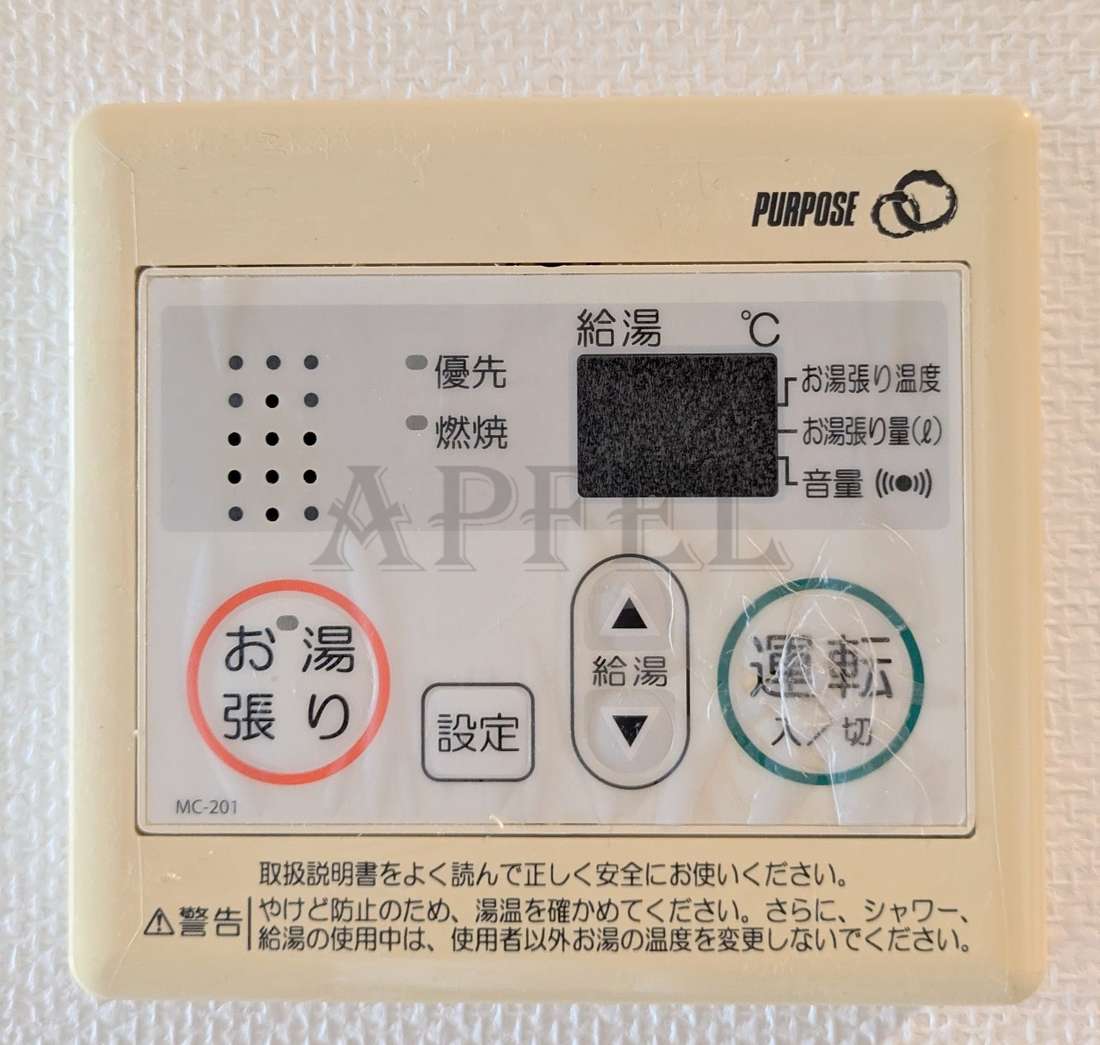 PURPOSE
給湯 ℃
優先
燃焼
お湯張り温度
お湯張り量(ℓ)
音量
APFEL
お湯
張り
設定
給湯
運転
入/切
MC-201
取扱説明書をよく読んで正しく安全にお使いください。
警告
やけど防止のため、湯温を確かめてください。さらに、シャワー、
給湯の使用中は、使用者以外お湯の温度を変更しないでください。